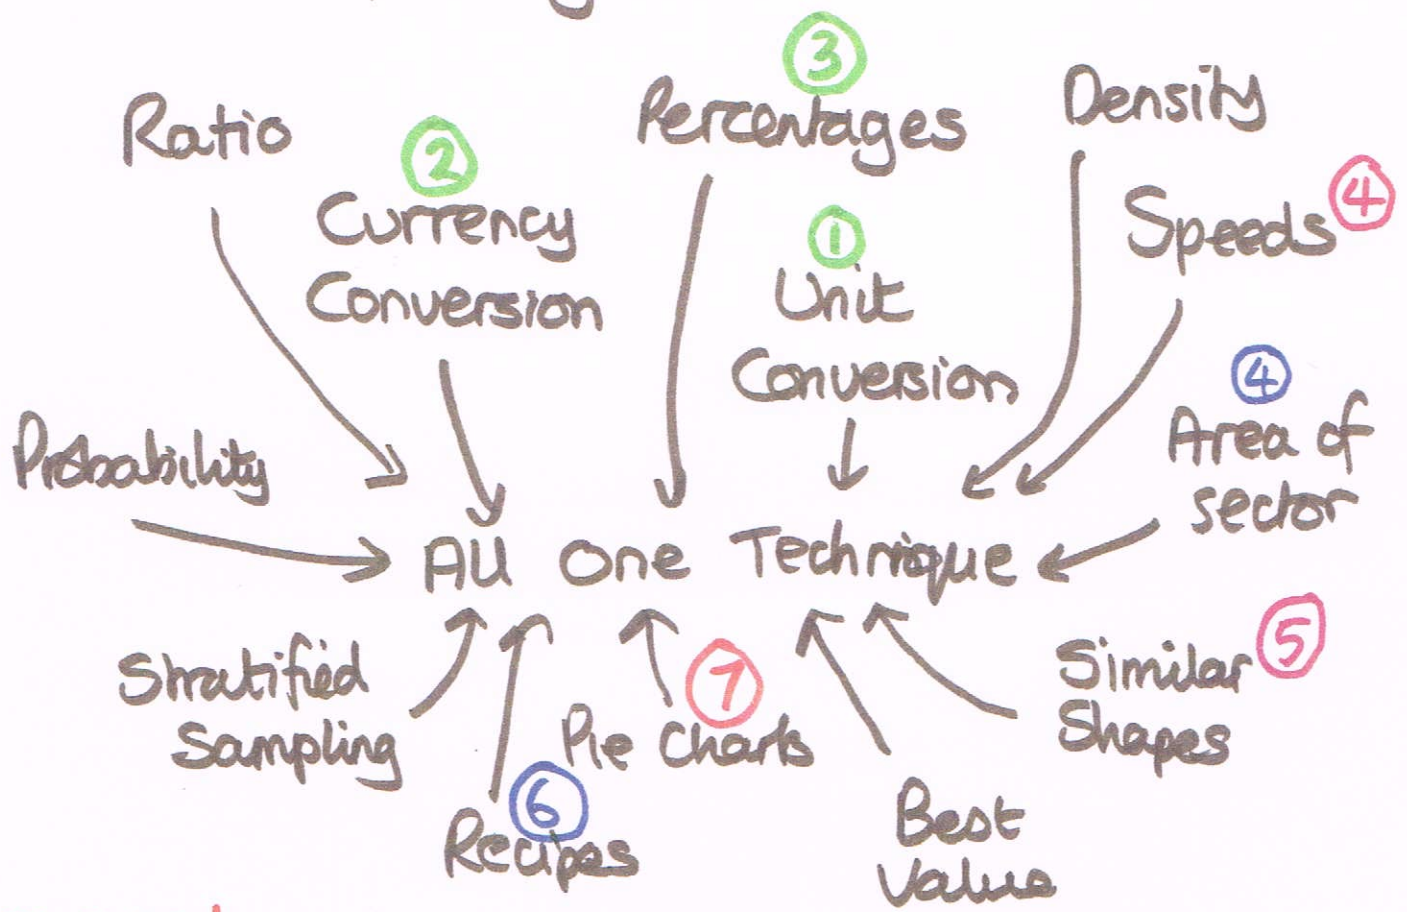 Ratio
②
Currency
Conversion
③
Percentages
①
Unit
Conversion
Density
Speeds ④
④
Area of
sector
Probability
All One Technique
Stratified
Sampling
⑥
Recipes
Pie Charts ⑦
Best
Value
Similar ⑤
Shapes